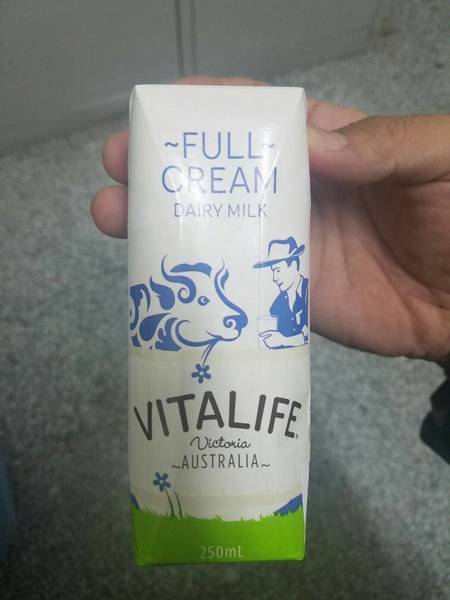 ~FULL~
CREAM
DAIRY MILK
VITALIFE
Victoria
~AUSTRALIA~
250mL